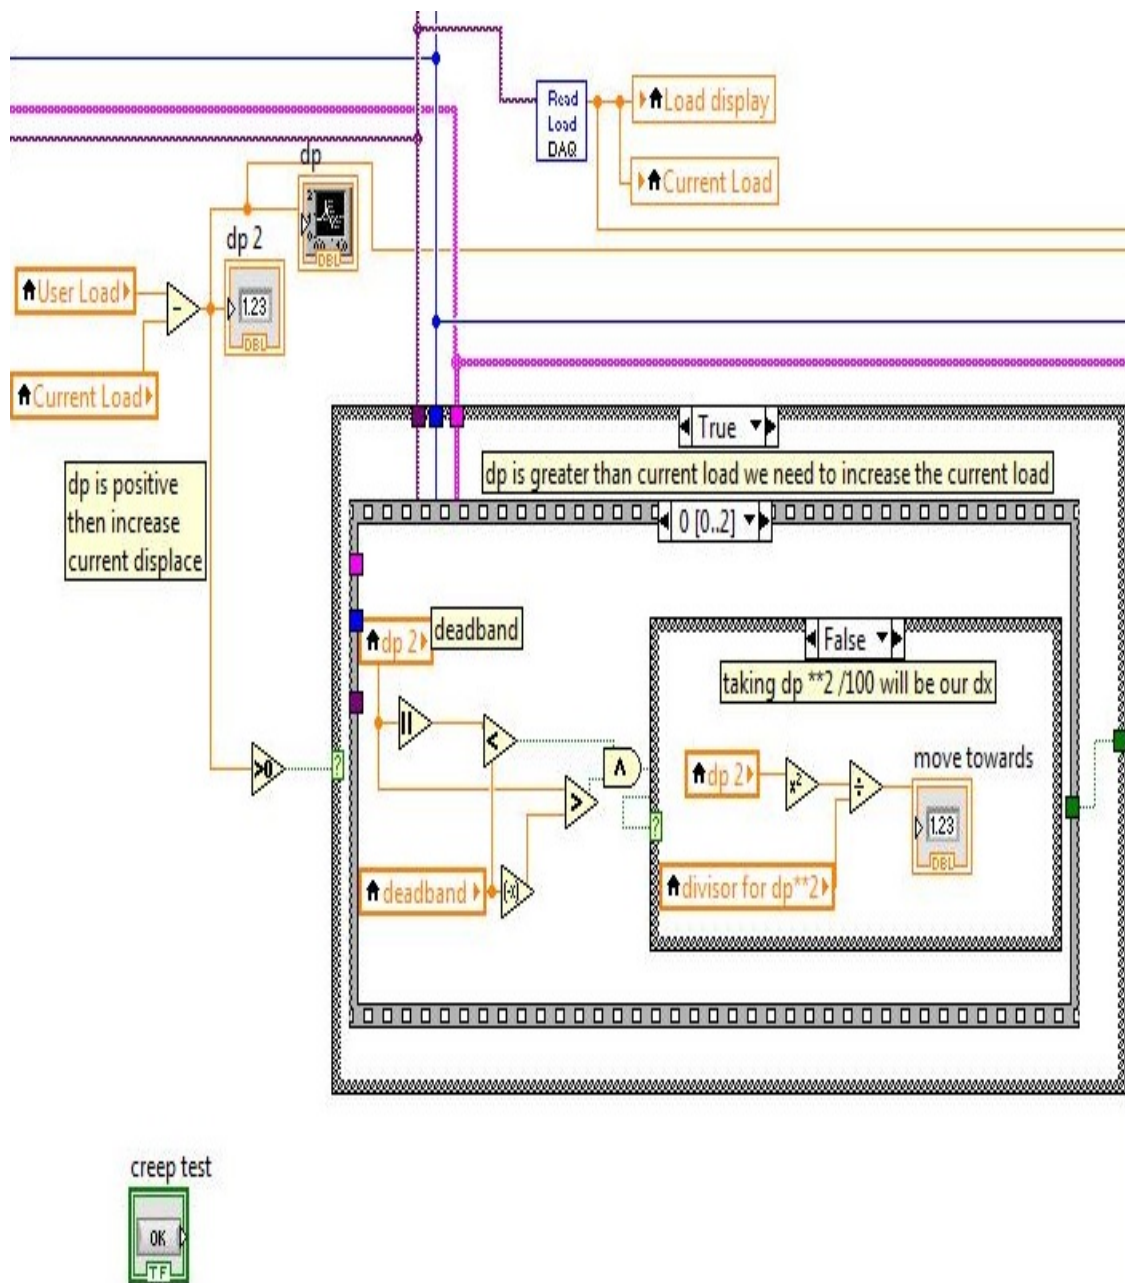 Read
Load
DAQ
Load display
Current Load
dp
DBL
dp 2
1.23
DBL
User Load
-
Current Load
True
dp is greater than current load we need to increase the current load
dp is positive
then increase
current displace
0 [0..2]
dp 2
deadband
False
taking dp **2 /100 will be our dx
| |
<
>
∧
>0
?
dp 2
x²
÷
move towards
1.23
DBL
?
deadband
-x
divisor for dp**2
creep test
OK
TF